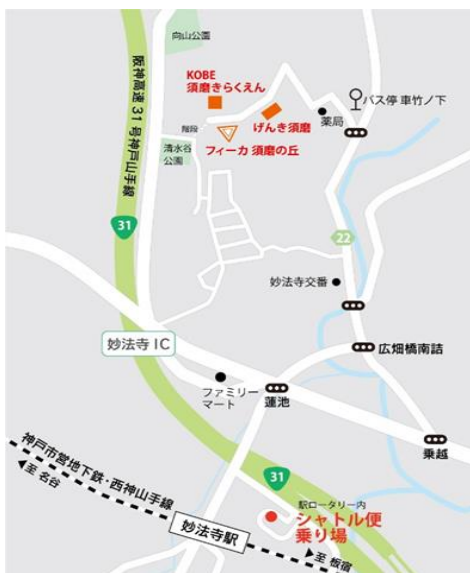 向山公園
KOBE
須磨きらくえん
阪神高速31号神戸山手線
バス停 車竹ノ下
薬局
げんき須磨
階段
フィーカ 須磨の丘
清水谷
公園
31
22
妙法寺交番
妙法寺IC
広畑橋南詰
ファミリー
マート
蓮池
乗越
神戸市営地下鉄・西神山手線
至 名谷
31
駅ロータリー内
シャトル便
乗り場
妙法寺駅
至 板宿